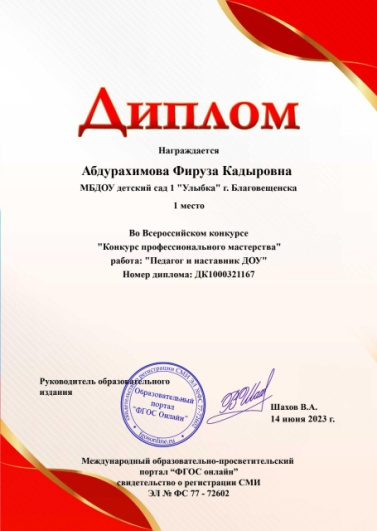 Диплом
Награждается
Абдурахимова Фируза Кадыровна
МБДОУ детский сад 1 "Улыбка" г. Благовещенска
1 место
Во Всероссийском конкурсе
"Конкурс профессионального мастерства"
работа: "Педагог и наставник ДОУ"
Номер диплома: ДК1000321167
Руководитель образовательного
издания
Образовательный
портал
"ФГОС Онлайн"
fgosonline.ru
Шахов В.А.
14 июня 2023 г.
Международный образовательно-просветительский
портал “ФГОС онлайн”
свидетельство о регистрации СМИ
ЭЛ № ФС 77 - 72602